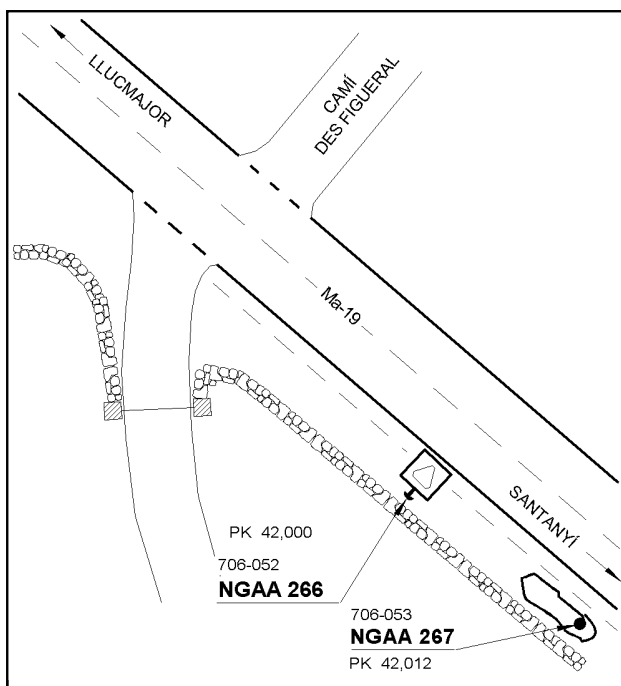 LLUCMAJOR
CAMÍ
DES FIGUERAL
Ma-19
SANTANYÍ
PK 42,000
706-052
NGAA 266
706-053
NGAA 267
PK 42,012